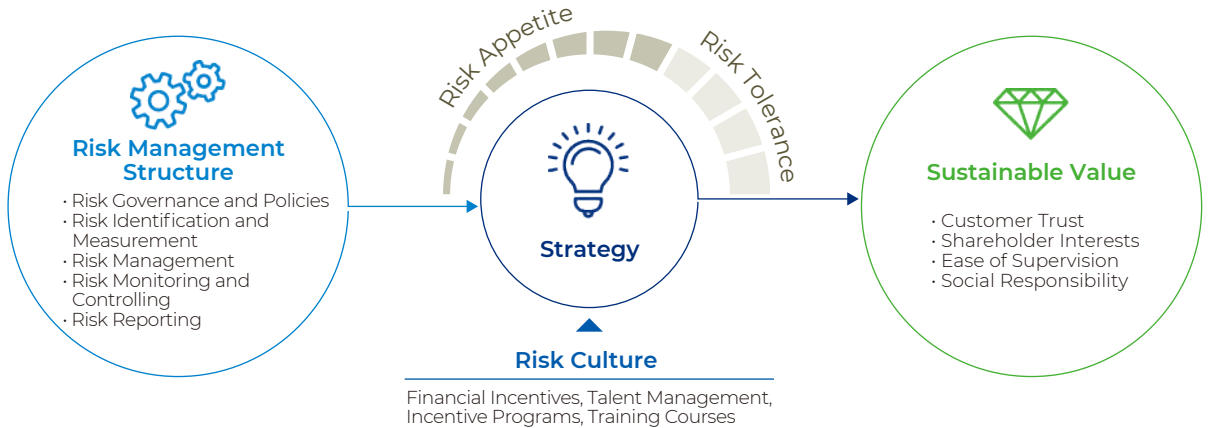 Risk Appetite
Risk Tolerance
Risk Management
Structure
· Risk Governance and Policies
· Risk Identification and
Measurement
· Risk Management
· Risk Monitoring and
Controlling
· Risk Reporting
Strategy
Risk Culture
Financial Incentives, Talent Management,
Incentive Programs, Training Courses
Sustainable Value
· Customer Trust
· Shareholder Interests
· Ease of Supervision
· Social Responsibility